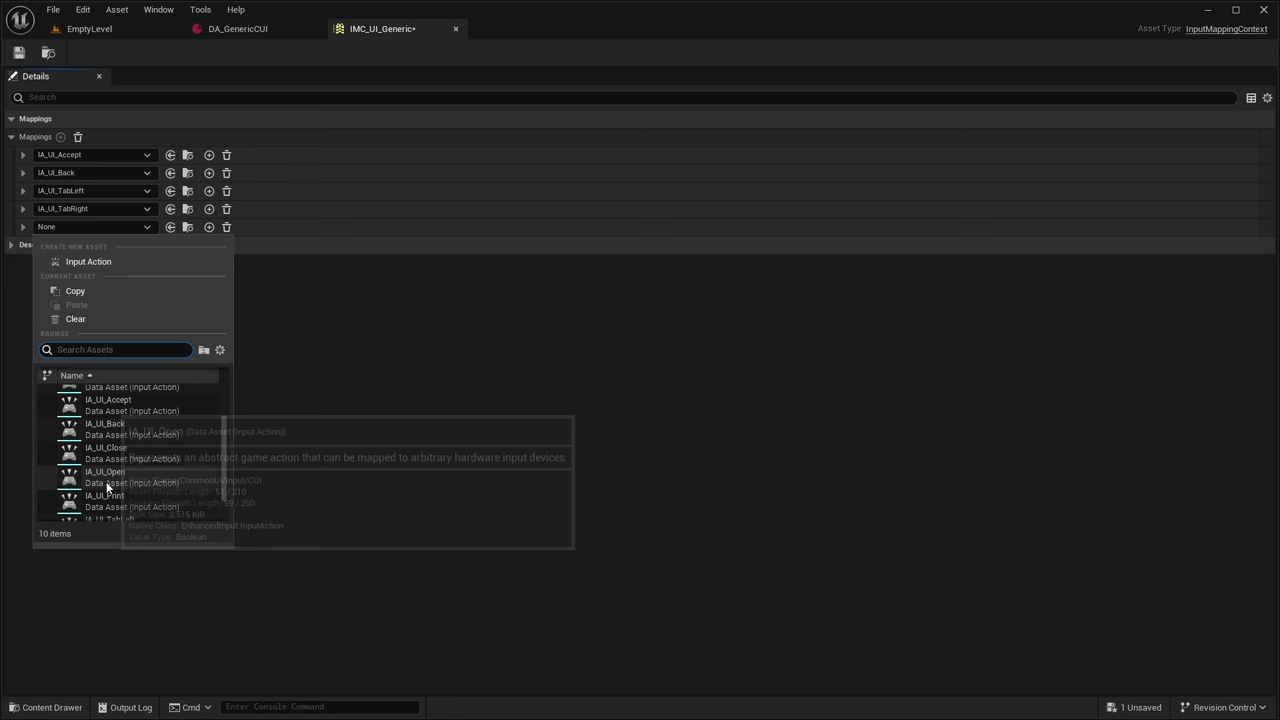 File Edit Asset Window Tools Help
EmptyLevel DA_GenericCUI IMC_UI_Generic* Asset Type: InputMappingContext
Details
Search
Mappings
Mappings
IA_UI_Accept
IA_UI_Back
IA_UI_TabLeft
IA_UI_TabRight
None
CREATE NEW ASSET
Input Action
CURRENT ASSET
Copy
Paste
Clear
BROWSE
Search Assets
Name
Data Asset (Input Action)
IA_UI_Accept
Data Asset (Input Action)
IA_UI_Back
Data Asset (Input Action)
IA_UI_Close
Data Asset (Input Action)
IA_UI_Open
Data Asset (Input Action)
IA_UI_Print
Data Asset (Input Action)
IA_UI_TabLeft
10 items
IA_UI_Open (Data Asset (Input Action))
an abstract game action that can be mapped to arbitrary hardware input devices.
Native Class: EnhancedInput.InputAction
Value Type: Boolean
Content Drawer Output Log Cmd Enter Console Command 1 Unsaved Revision Control